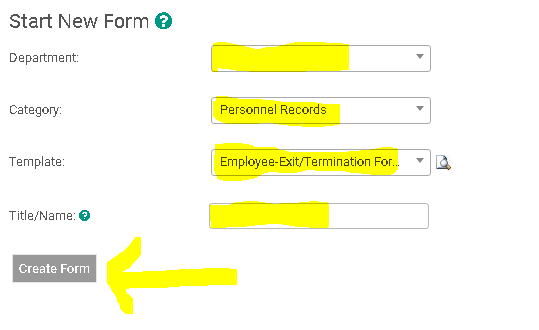 Start New Form ?
Department:
Category: Personnel Records
Template: Employee-Exit/Termination For...
Title/Name: ?
Create Form